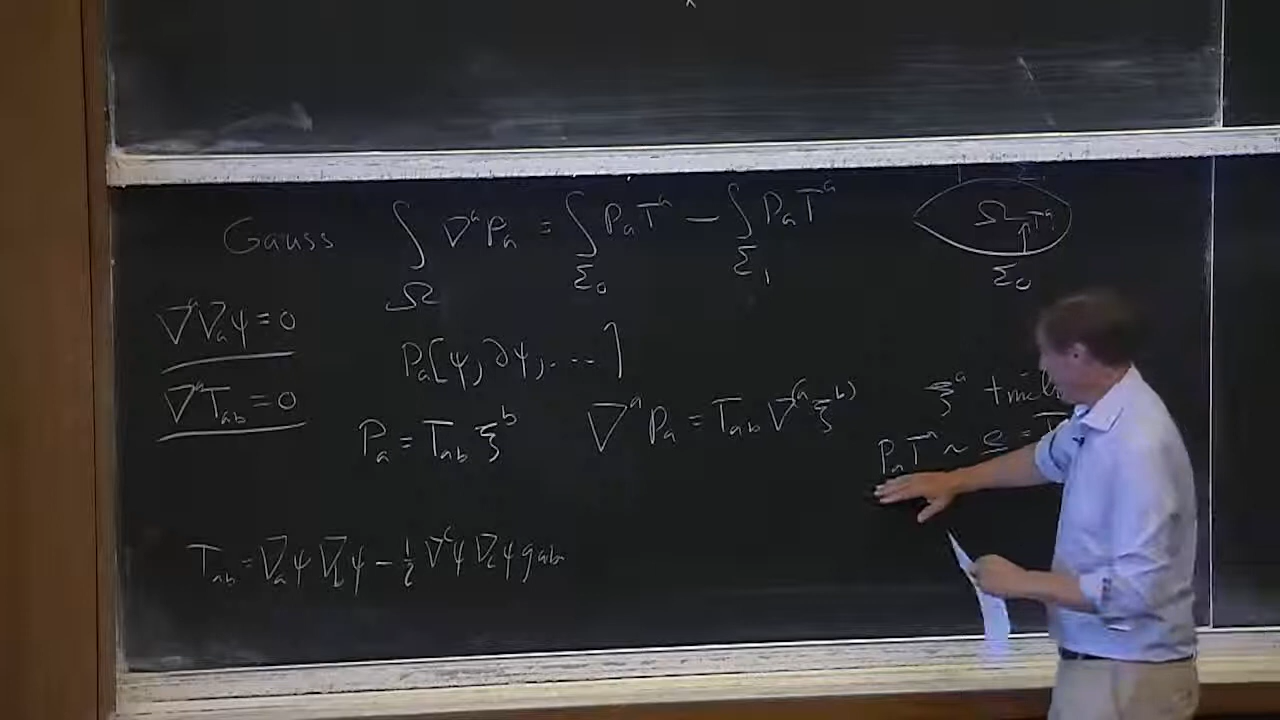 Gauss ∫_Ω ∇^a P_a = ∫_{Σ_0} P_a T^a − ∫_{Σ_1} P_a T^a
Ω T^a
Σ_0
∇^a ∇_a ψ = 0
P_a [ψ, ∂ψ, ...]
∇^a T_{ab} = 0
P_a = T_{ab} ξ^b
∇^a P_a = T_{ab} ∇^{(a} ξ^{b)}
ξ^a
P_a T^a ~ e =
T_{ab} = ∇_a ψ ∇_b ψ − 1/2 ∇^c ψ ∇_c ψ g_{ab}